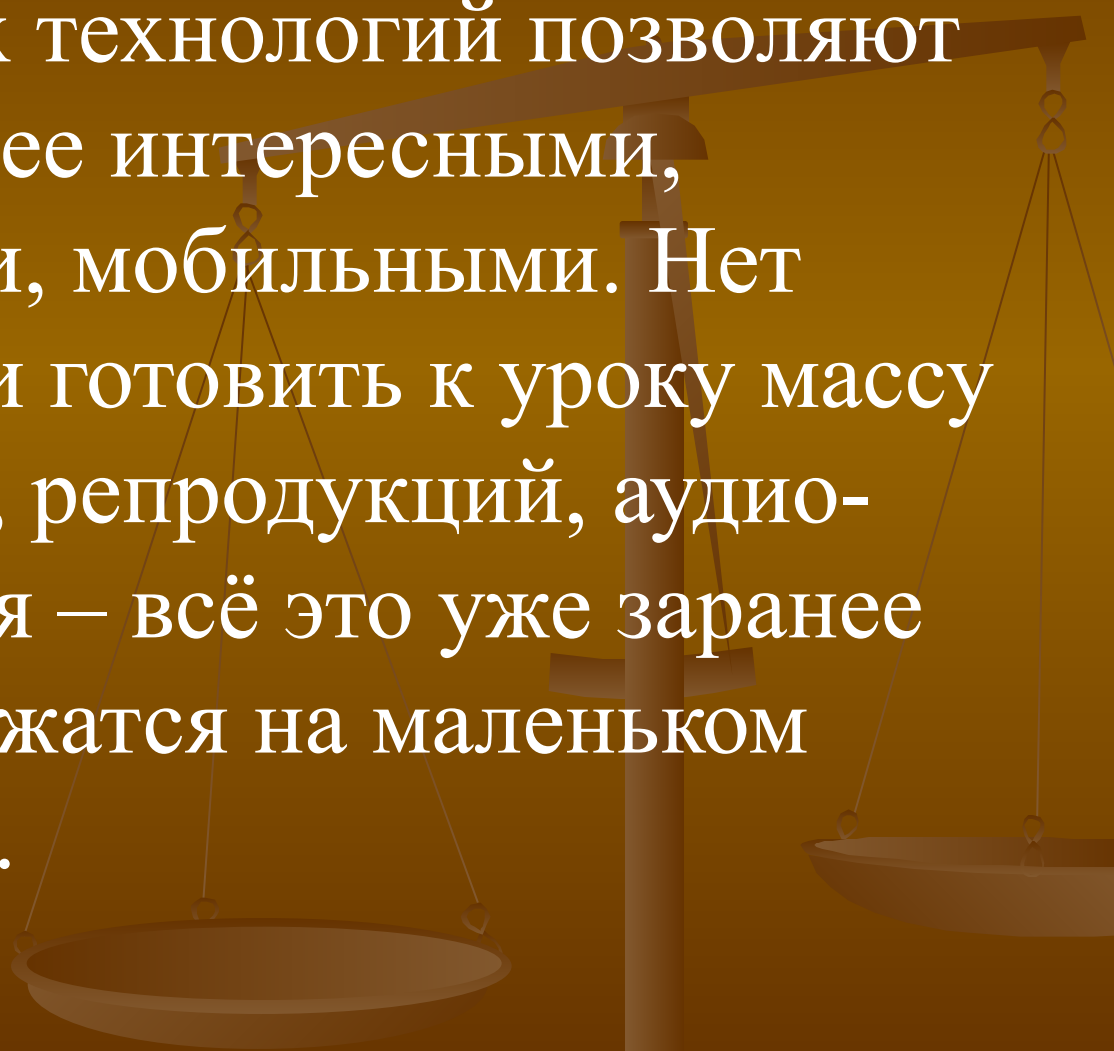 технологий позволяют
ее интересными,
и, мобильными. Нет
и готовить к уроку массу
, репродукций, аудио-
я – всё это уже заранее
жатся на маленьком
.